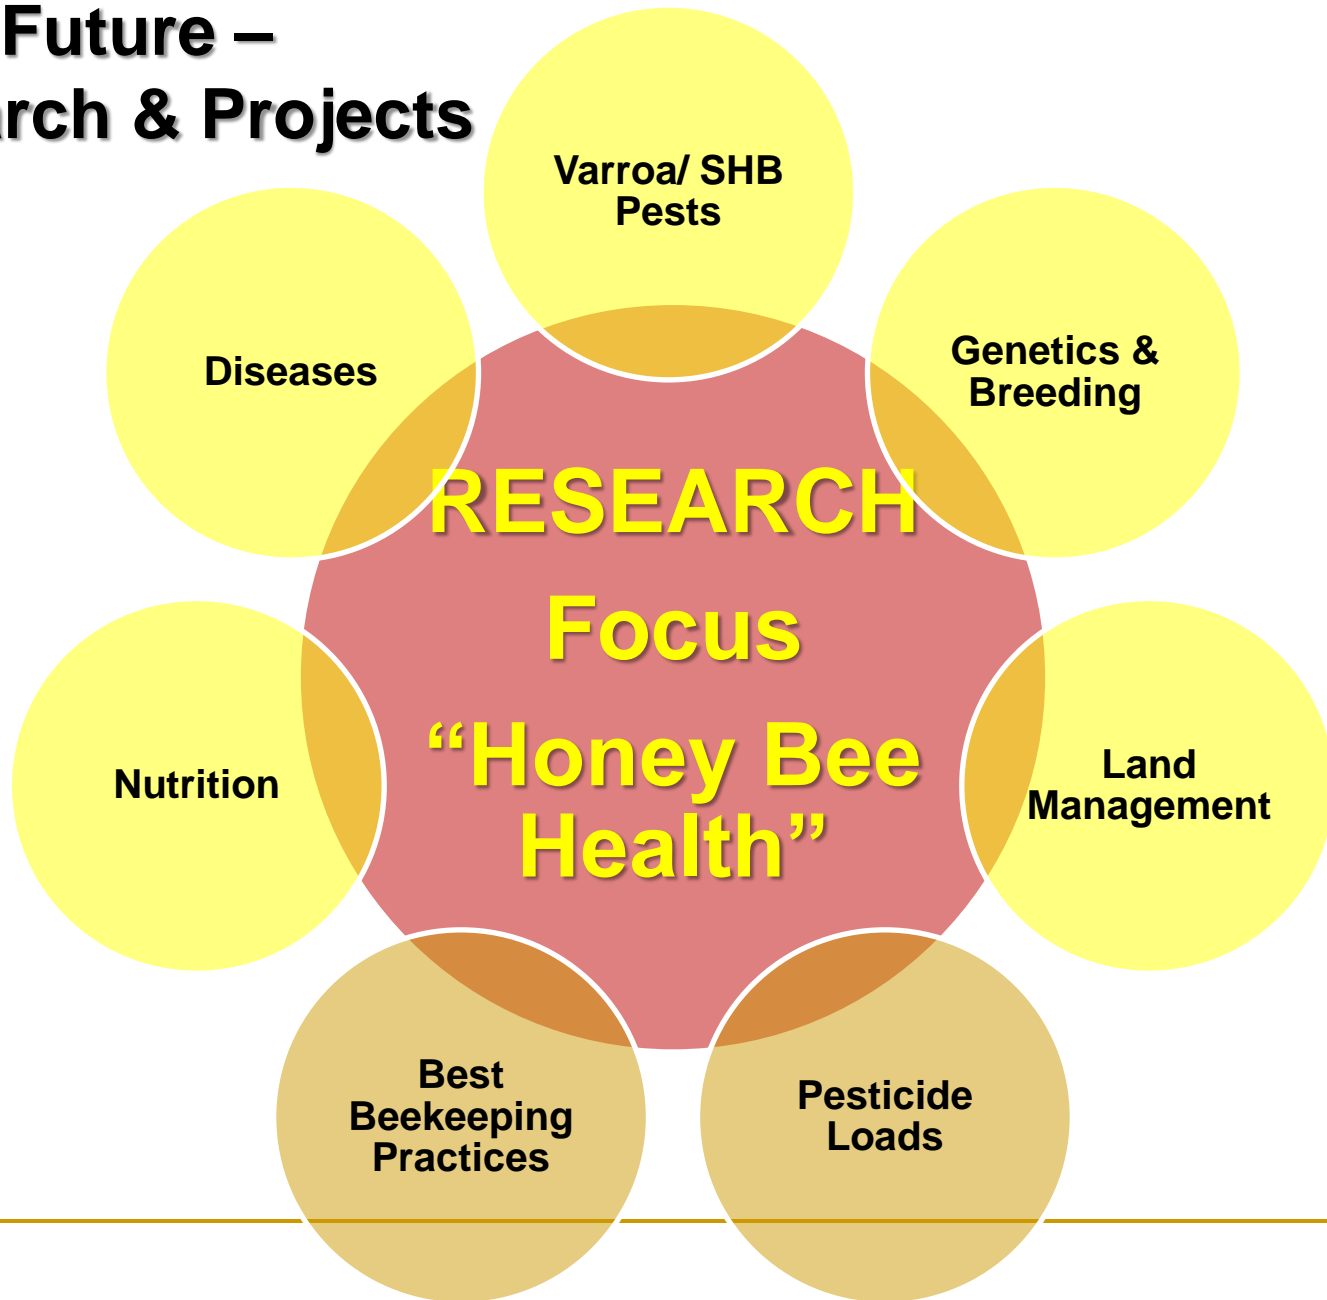 Future –
arch & Projects
Varroa/ SHB
Pests
Diseases
Genetics &
Breeding
RESEARCH
Focus
“Honey Bee
Health”
Nutrition
Land
Management
Best
Beekeeping
Practices
Pesticide
Loads